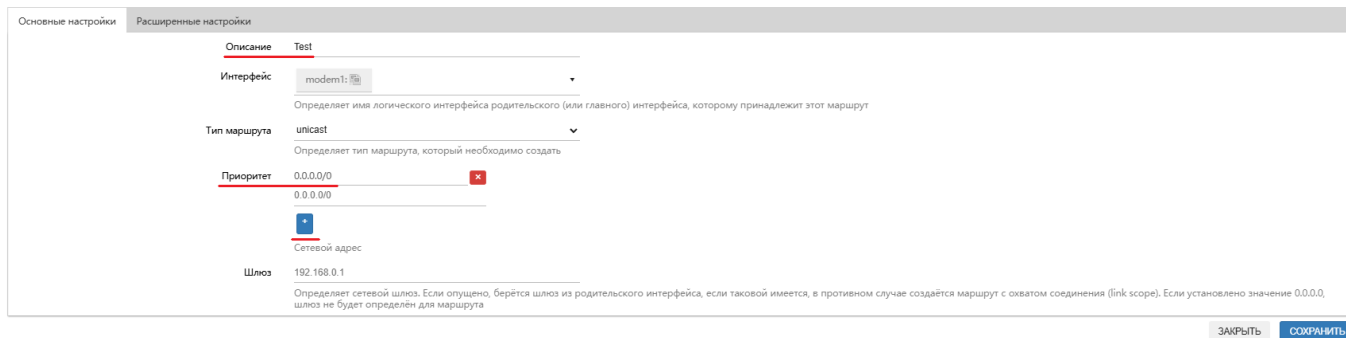 Основные настройки Расширенные настройки
Описание Test
Интерфейс modem1:
Определяет имя логического интерфейса родительского (или главного) интерфейса, которому принадлежит этот маршрут
Тип маршрута unicast
Определяет тип маршрута, который необходимо создать
Приоритет 0.0.0.0/0 ×
0.0.0.0/0
+
Сетевой адрес
Шлюз 192.168.0.1
Определяет сетевой шлюз. Если опущено, берётся шлюз из родительского интерфейса, если таковой имеется, в противном случае создаётся маршрут с охватом соединения (link scope). Если установлено значение 0.0.0.0,
шлюз не будет определён для маршрута
ЗАКРЫТЬ СОХРАНИТЬ